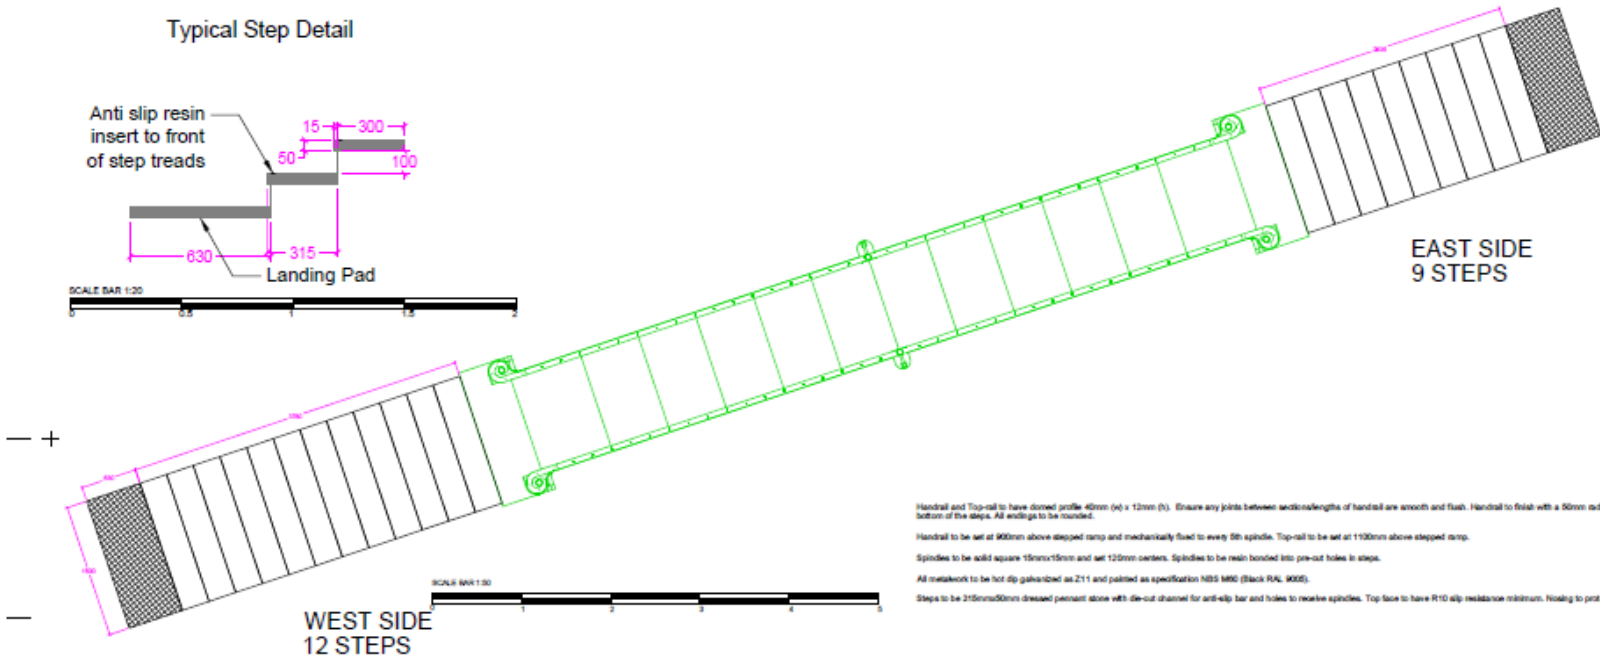 Typical Step Detail
Anti slip resin
insert to front
of step treads
15
300
50
100
630
315
Landing Pad
SCALE BAR 1:20
0
0.5
1
1.5
2
EAST SIDE
9 STEPS
WEST SIDE
12 STEPS
SCALE BAR 1:50
0
1
2
3
4
5
Handrail and Top-rail to have domed profile 40mm (w) x 12mm (h). Ensure any joints between sections/lengths of handrail are smooth and flush. Handrail to finish with a 50mm rad
bottom of the steps. All endings to be rounded.
Handrail to be set at 900mm above stepped ramp and mechanically fixed to every 5th spindle. Top-rail to be set at 1100mm above stepped ramp.
Spindles to be solid square 15mmx15mm and set 120mm centers. Spindles to be resin bonded into pre-cut holes in steps.
All metalwork to be hot dip galvanized as Z11 and painted as specification NBS M60 (Black RAL 9005).
Steps to be 315mmx50mm dressed pennant stone with die-cut channel for anti-slip bar and holes to receive spindles. Top face to have R10 slip resistance minimum. Nosing to prot